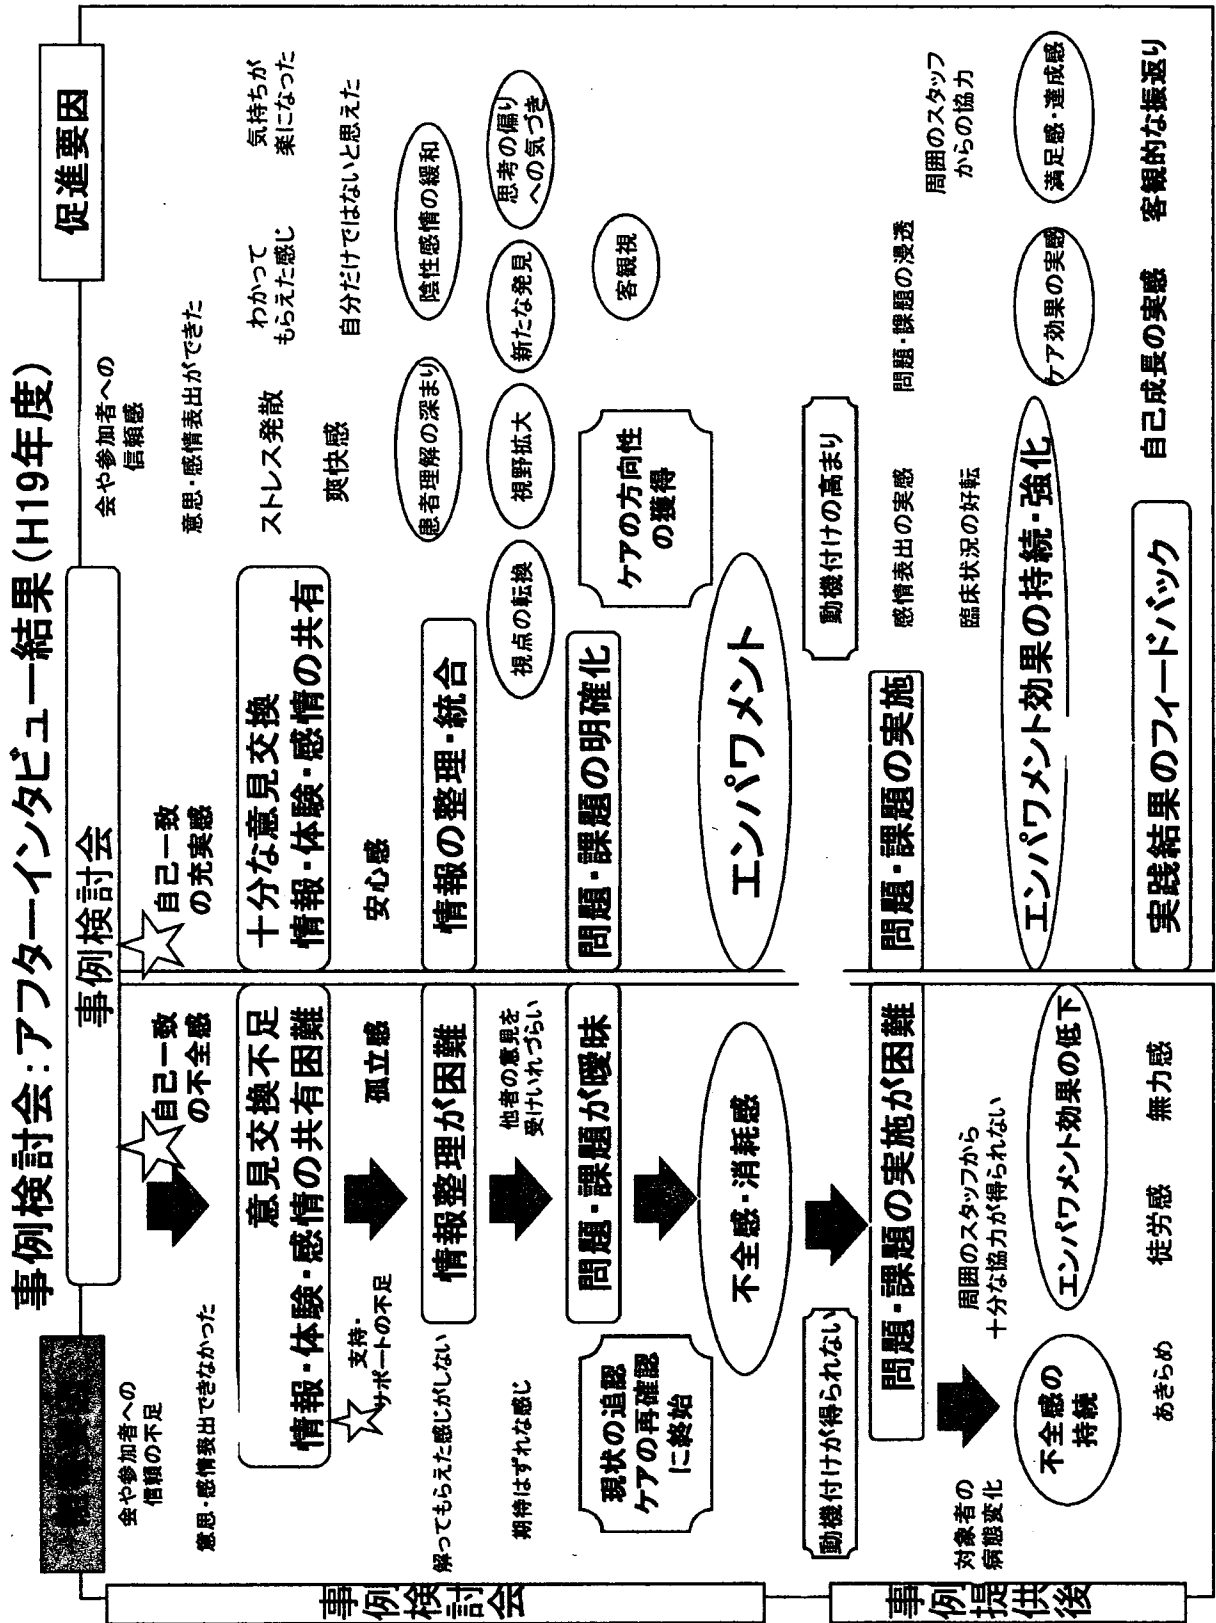 事例検討会:アフターインタビュー結果(H19年度)
促進要因
事例検討会
会や参加者への
信頼の不足
自己一致
の不全感
自己一致
の充実感
会や参加者への
信頼感
意思・感情表出できなかった
意思・感情表出ができた
意見交換不足
情報・体験・感情の共有困難
十分な意見交換
情報・体験・感情の共有
ストレス発散
わかって
もらえた感じ
気持ちが
楽になった
支持・
サポートの不足
孤立感
安心感
爽快感
自分だけではないと思えた
解ってもらえた感じがしない
情報整理が困難
情報の整理・統合
患者理解の深まり
陰性感情の緩和
期待はずれな感じ
他者の意見を
受けいれづらい
視点の転換
視野拡大
新たな発見
思考の偏り
への気づき
現状の追認
ケアの再確認
に終始
問題・課題が曖昧
問題・課題の明確化
ケアの方向性
の獲得
客観視
不全感・消耗感
エンパワメント
動機付けが得られない
動機付けの高まり
問題・課題の実施が困難
問題・課題の実施
感情表出の実感
問題・課題の浸透
周囲のスタッフ
からの協力
対象者の
病態変化
周囲のスタッフから
十分な協力が得られない
臨床状況の好転
不全感の
持続
エンパワメント効果の低下
エンパワメント効果の持続・強化
ケア効果の実感
満足感・達成感
あきらめ
徒労感
無力感
実践結果のフィードバック
自己成長の実感
客観的な振返り
事例検討会
事例提供後